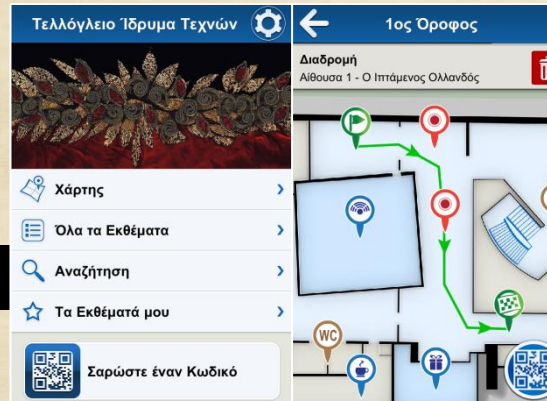 Τελλόγλειο Ίδρυμα Τεχνών
Χάρτης
Όλα τα Εκθέματα
Αναζήτηση
Τα Εκθέματά μου
Σαρώστε έναν Κωδικό
1ος Όροφος
Διαδρομή
Αίθουσα 1 - Ο Ιπτάμενος Ολλανδός
WC